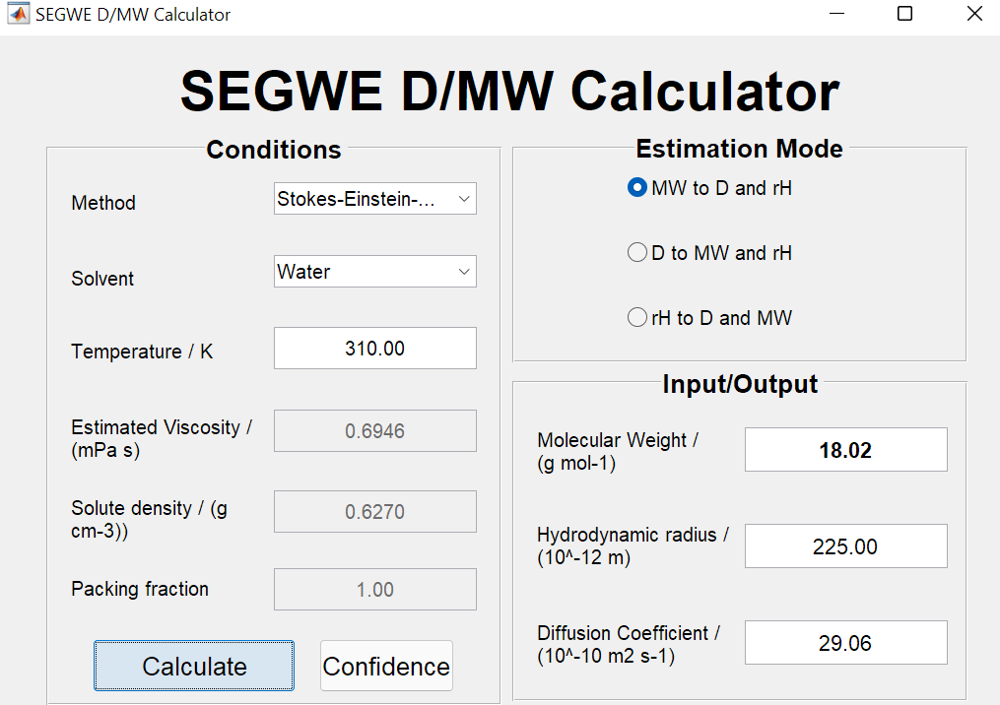 SEGWE D/MW Calculator
SEGWE D/MW Calculator
Conditions
Method
Stokes-Einstein-...
Solvent
Water
Temperature / K
310.00
Estimated Viscosity /
(mPa s)
0.6946
Solute density / (g
cm-3))
0.6270
Packing fraction
1.00
Calculate
Confidence
Estimation Mode
MW to D and rH
D to MW and rH
rH to D and MW
Input/Output
Molecular Weight /
(g mol-1)
18.02
Hydrodynamic radius /
(10^-12 m)
225.00
Diffusion Coefficient /
(10^-10 m2 s-1)
29.06